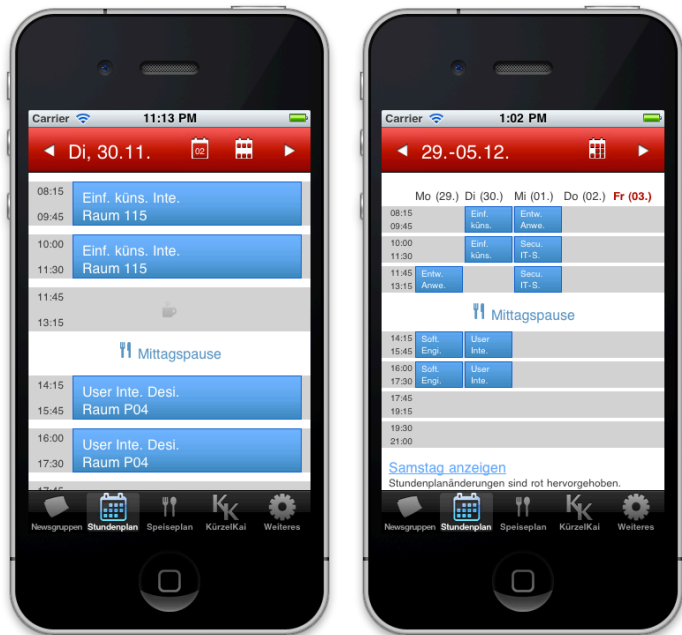 Carrier 11:13 PM
Di, 30.11.
02
08:15
09:45
Einf. küns. Inte.
Raum 115
10:00
11:30
Einf. küns. Inte.
Raum 115
11:45
13:15
Mittagspause
14:15
15:45
User Inte. Desi.
Raum P04
16:00
17:30
User Inte. Desi.
Raum P04
17:45
Newsgruppen Stundenplan Speiseplan KürzelKai Weiteres
KK
Carrier 1:02 PM
29.-05.12.
Mo (29.) Di (30.) Mi (01.) Do (02.) Fr (03.)
08:15
09:45
Einf.
küns.
Entw.
Anwe.
10:00
11:30
Einf.
küns.
Secu.
IT-S.
11:45
13:15
Entw.
Anwe.
Secu.
IT-S.
Mittagspause
14:15
15:45
Soft.
Engi.
User
Inte.
16:00
17:30
Soft.
Engi.
User
Inte.
17:45
19:15
19:30
21:00
Samstag anzeigen
Stundenplanänderungen sind rot hervorgehoben.
KK
Newsgruppen Stundenplan Speiseplan KürzelKai Weiteres